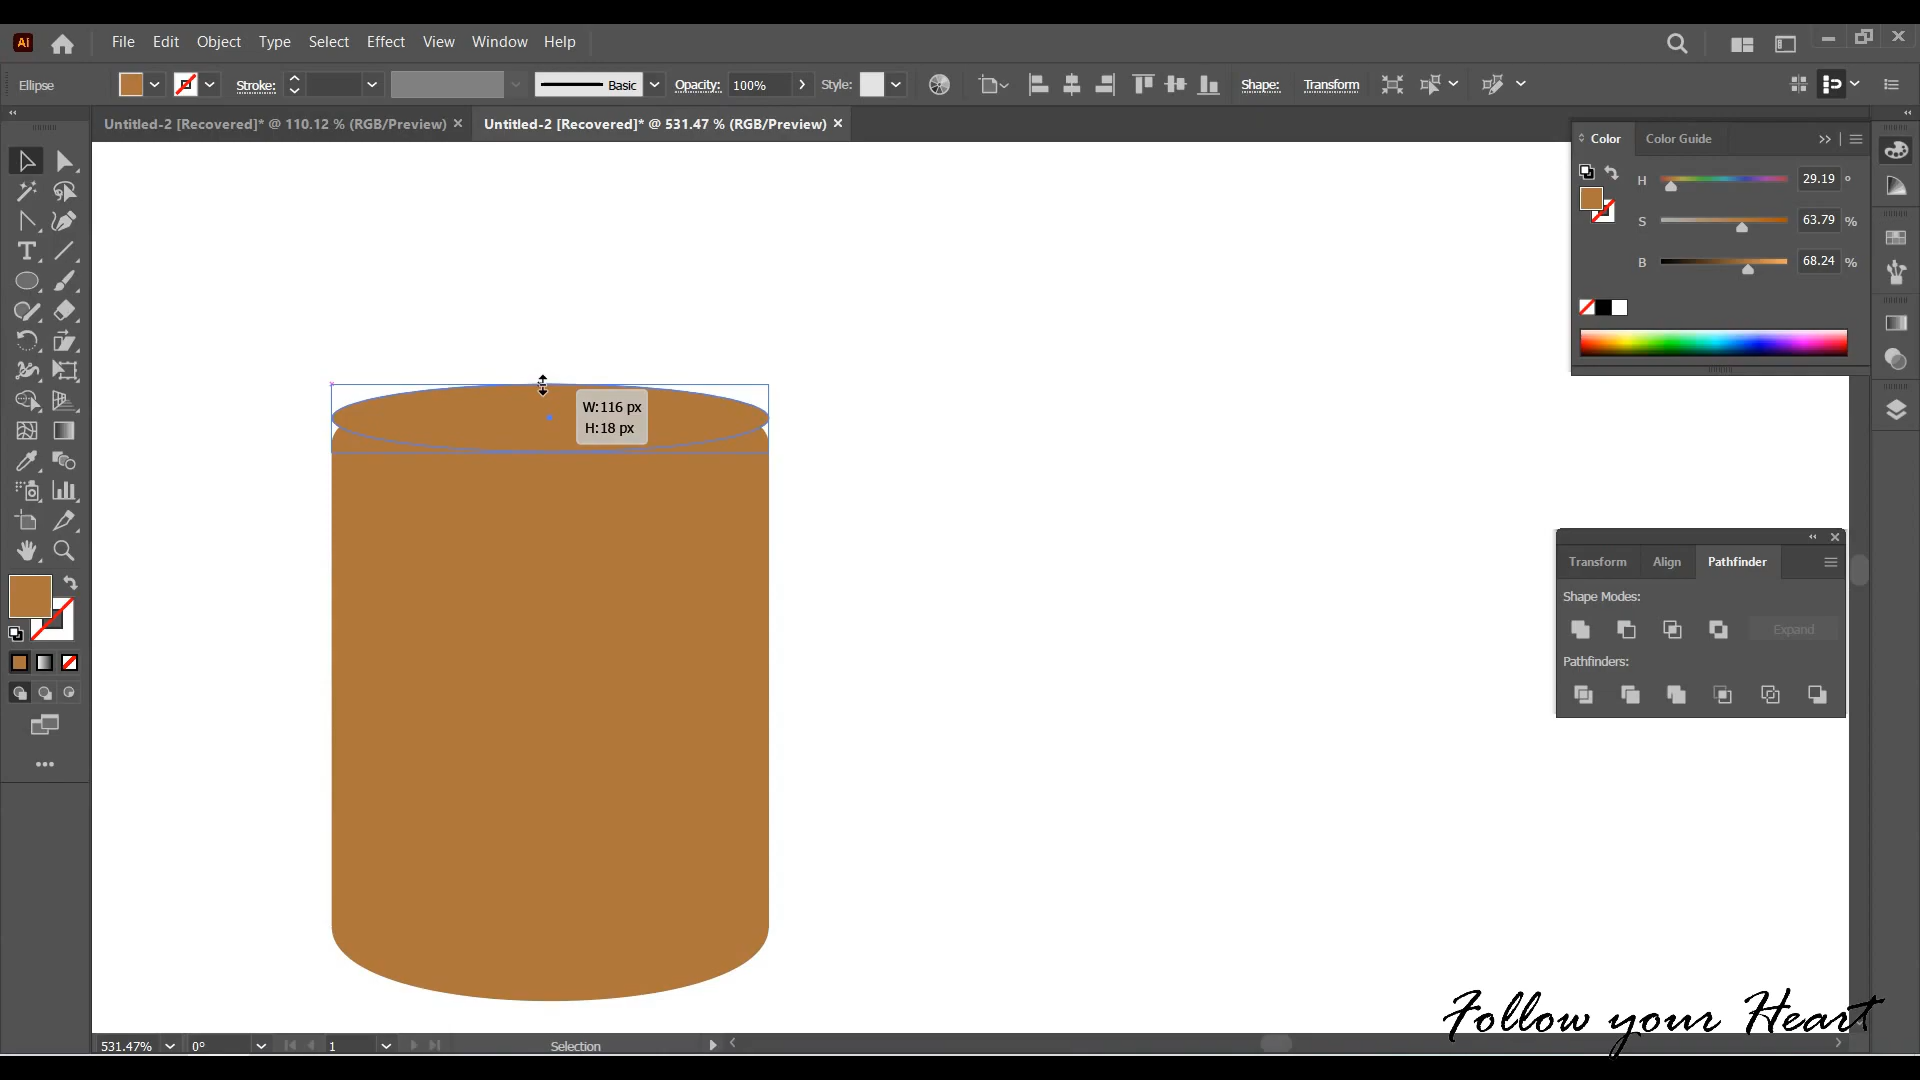 Ai File Edit Object Type Select Effect View Window Help
Ellipse Stroke: Basic Opacity: 100% Style: Shape: Transform
Untitled-2 [Recovered]* @ 110.12 % (RGB/Preview) × Untitled-2 [Recovered]* @ 531.47 % (RGB/Preview) ×
Color Color Guide
H 29.19 °
S 63.79 %
B 68.24 %
W:116 px
H:18 px
Transform Align Pathfinder
Shape Modes:
Expand
Pathfinders:
Follow your Heart
531.47% 0° 1 Selection